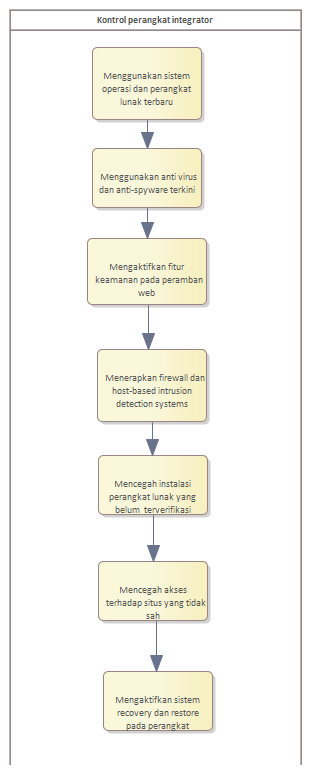 Kontrol perangkat integrator
Menggunakan sistem
operasi dan perangkat
lunak terbaru
Menggunakan anti virus
dan anti-spyware terkini
Mengaktifkan fitur
keamanan pada peramban
web
Menerapkan firewall dan
host-based intrusion
detection systems
Mencegah instalasi
perangkat lunak yang
belum terverifikasi
Mencegah akses
terhadap situs yang tidak
sah
Mengaktifkan sistem
recovery dan restore
pada perangkat